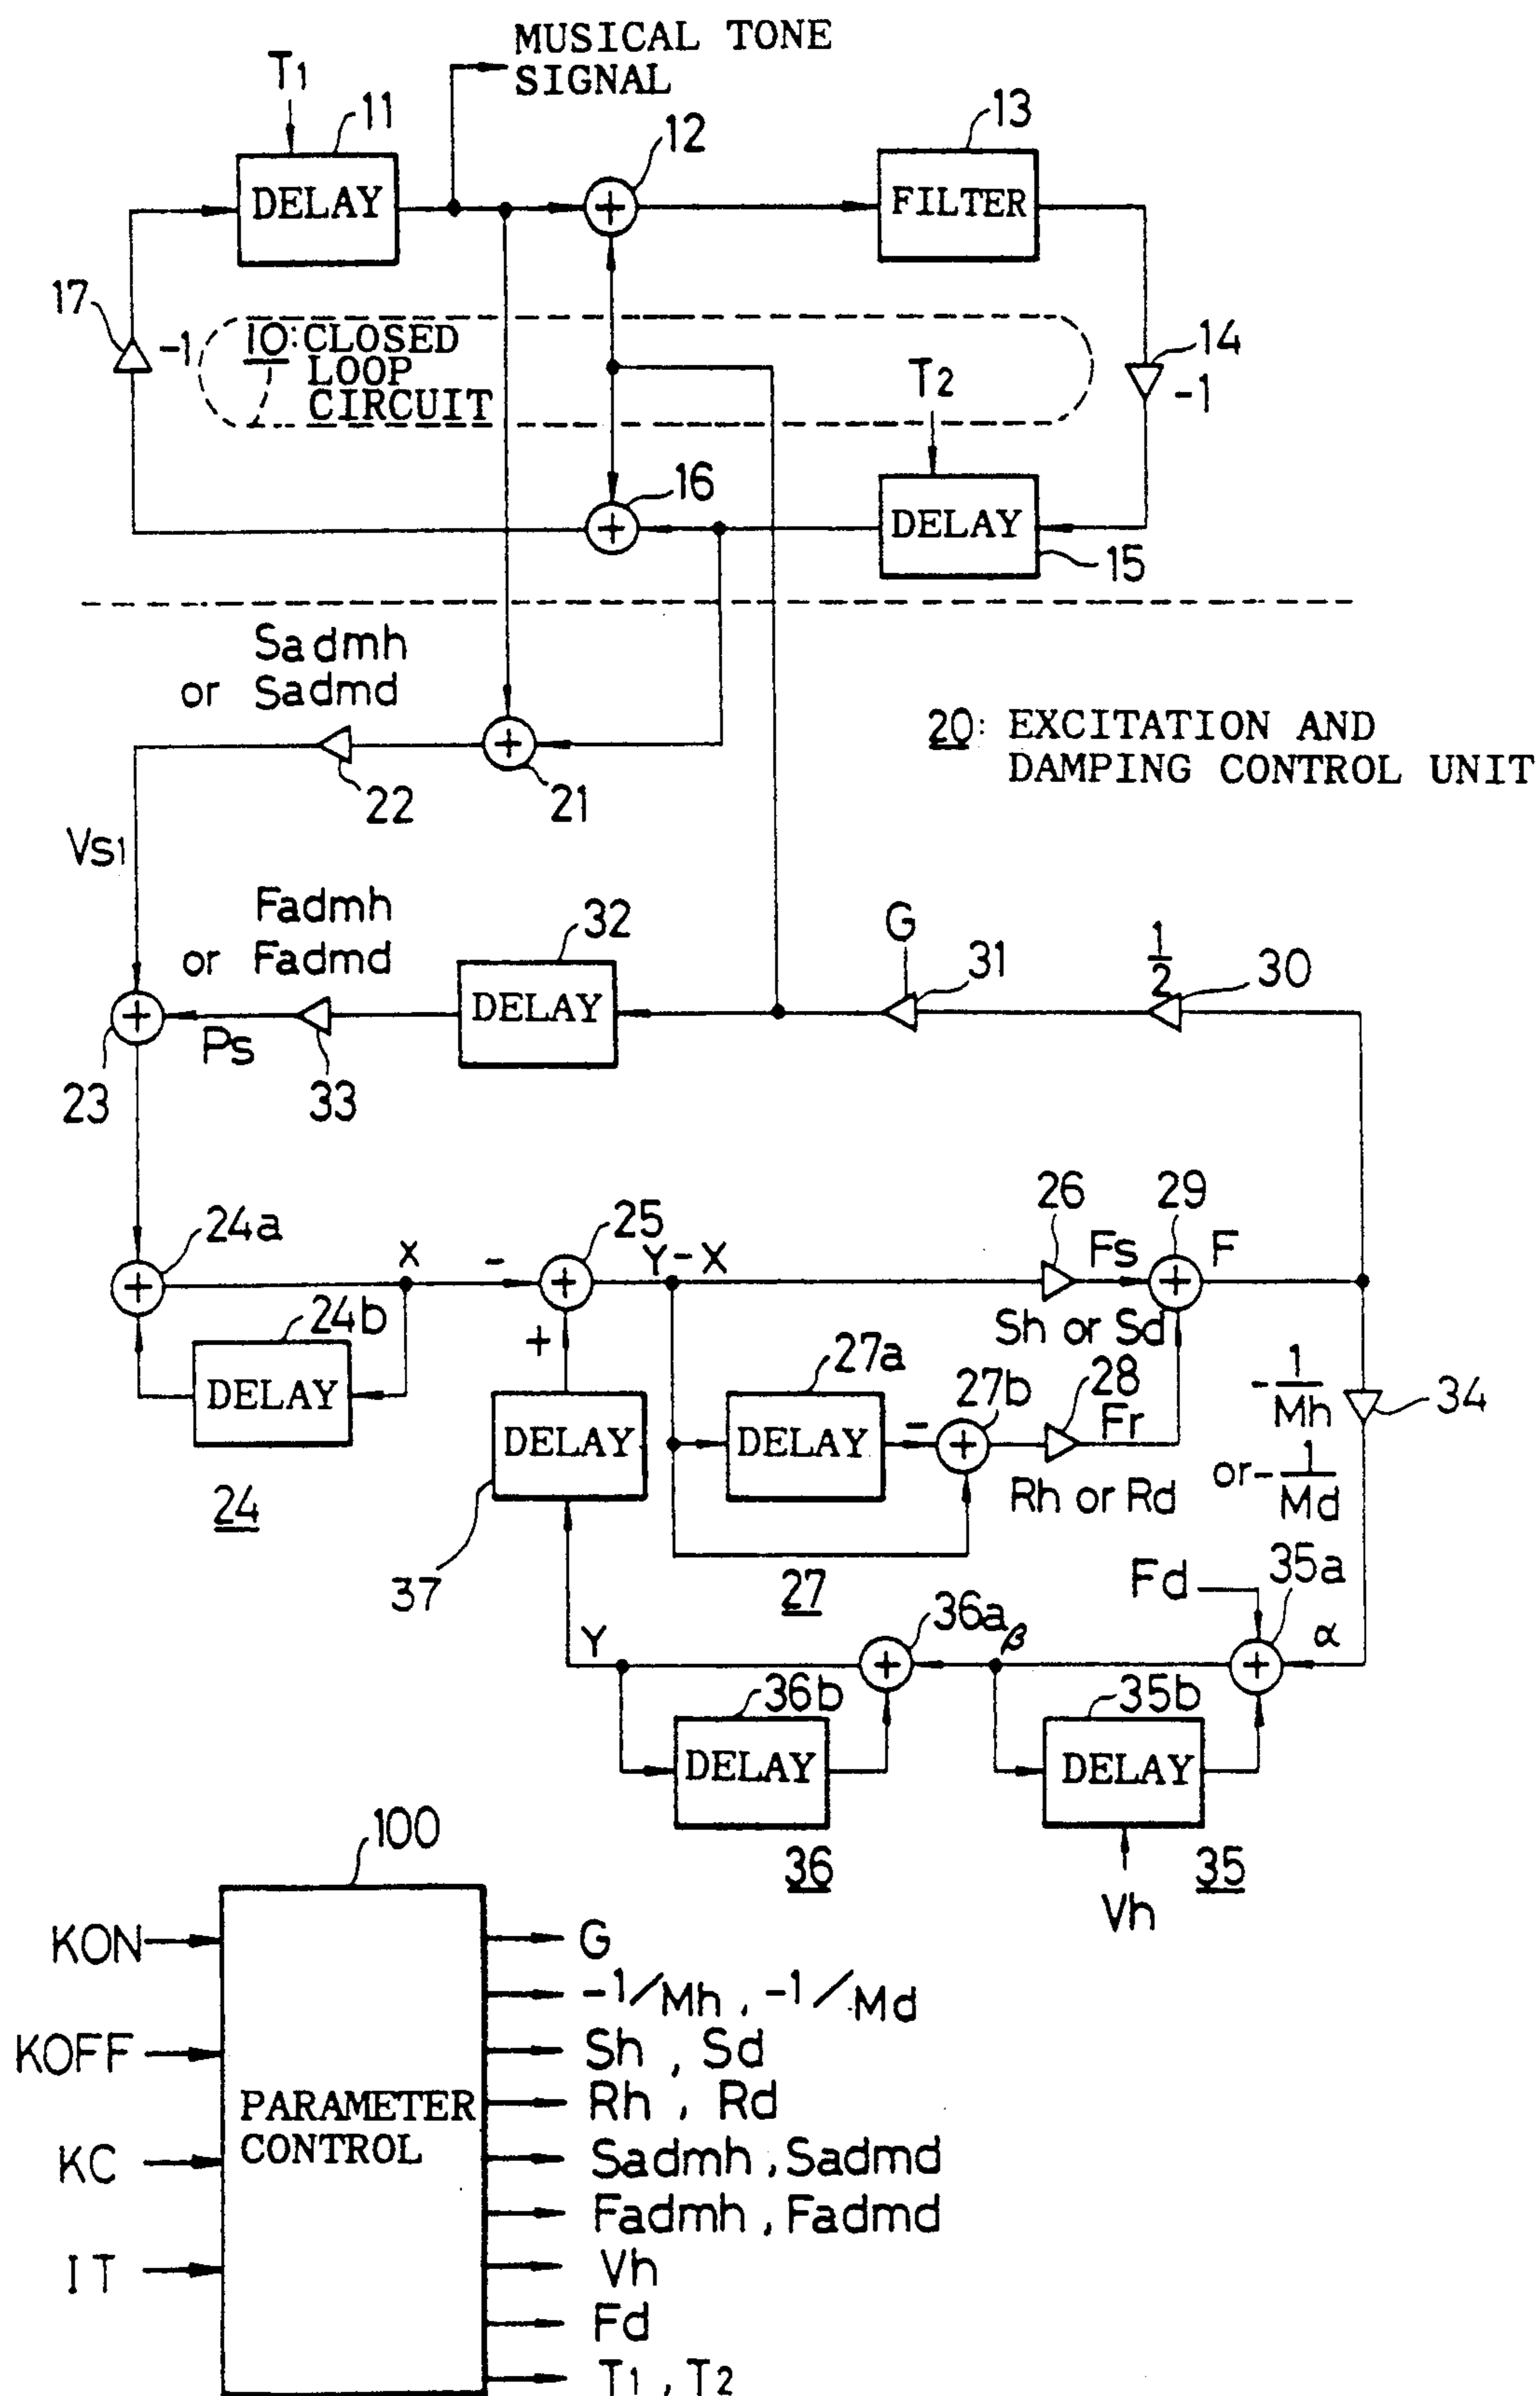 MUSICAL TONE
SIGNAL
T1
11
12
13
DELAY
FILTER
17
-1
10: CLOSED
LOOP
CIRCUIT
T2
14
-1
16
DELAY
15
Sadmh
or Sadmd
20: EXCITATION AND
DAMPING CONTROL UNIT
22
21
Vs1
Fadmh
or Fadmd
32
G
31
1/2
30
DELAY
Ps
23
33
24a
X
-
25
Y-X
26
Fs
29
F
Sh or Sd
24b
DELAY
+
27a
27b
28
Fr
-1/Mh
34
DELAY
DELAY
-
Rh or Rd
or -1/Md
24
37
27
Fd
35a
36a
β
α
Y
36b
35b
DELAY
DELAY
36
35
Vh
100
KON
G
-1/Mh, -1/Md
KOFF
Sh, Sd
PARAMETER
CONTROL
Rh, Rd
KC
Sadmh, Sadmd
Fadmh, Fadmd
IT
Vh
Fd
T1, T2